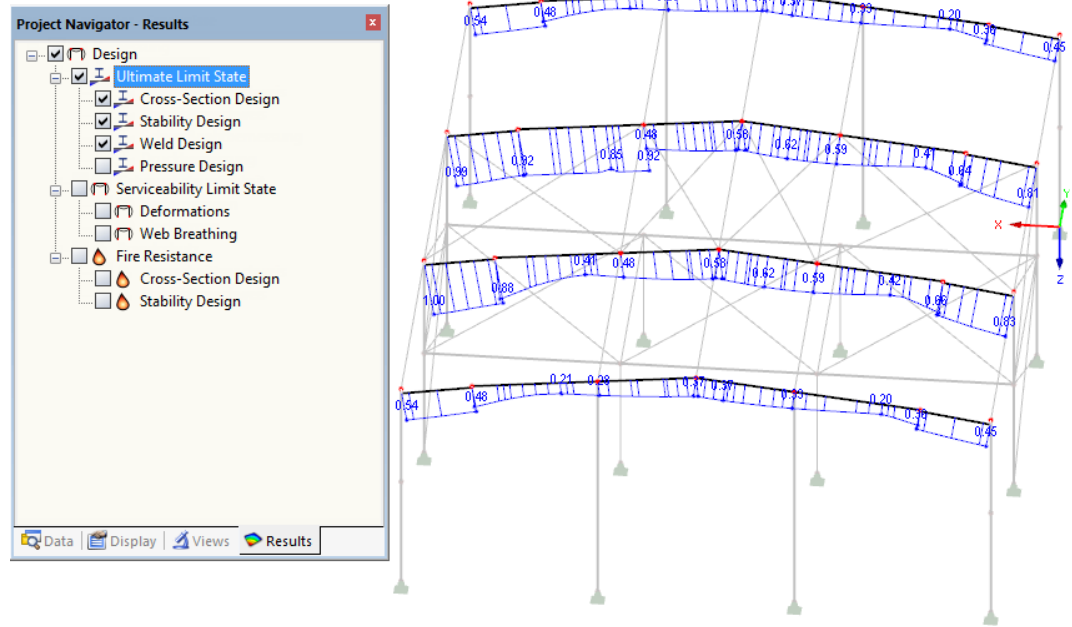 Project Navigator - Results
Design
Ultimate Limit State
Cross-Section Design
Stability Design
Weld Design
Pressure Design
Serviceability Limit State
Deformations
Web Breathing
Fire Resistance
Cross-Section Design
Stability Design
Data Display Views Results
0.54 0.48 0.20 0.36 0.45
0.99 0.92 0.85 0.48 0.92 0.58 0.62 0.59 0.47 0.64 0.81
X Y Z
1.00 0.88 0.41 0.48 0.58 0.62 0.59 0.42 0.66 0.83
0.54 0.48 0.21 0.28 0.37 0.37 0.33 0.20 0.36 0.45